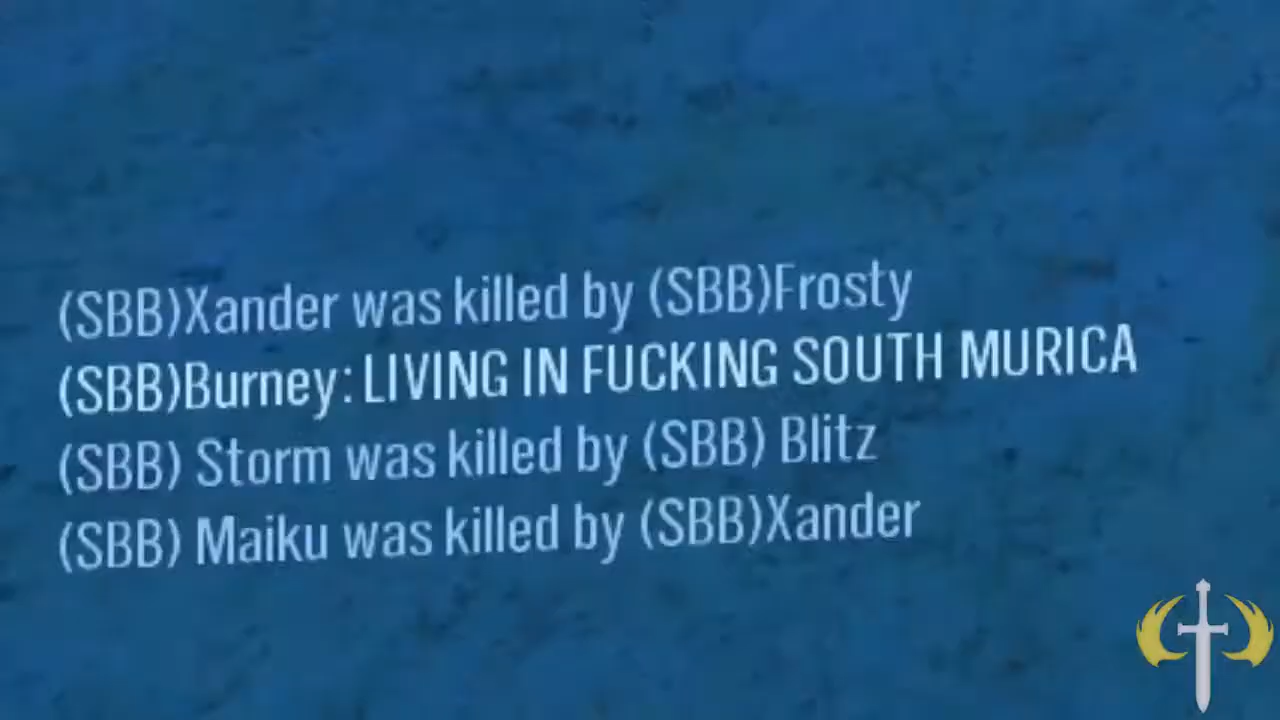 (SBB)Xander was killed by (SBB)Frosty
(SBB)Burney: LIVING IN FUCKING SOUTH MURICA
(SBB) Storm was killed by (SBB) Blitz
(SBB) Maiku was killed by (SBB)Xander